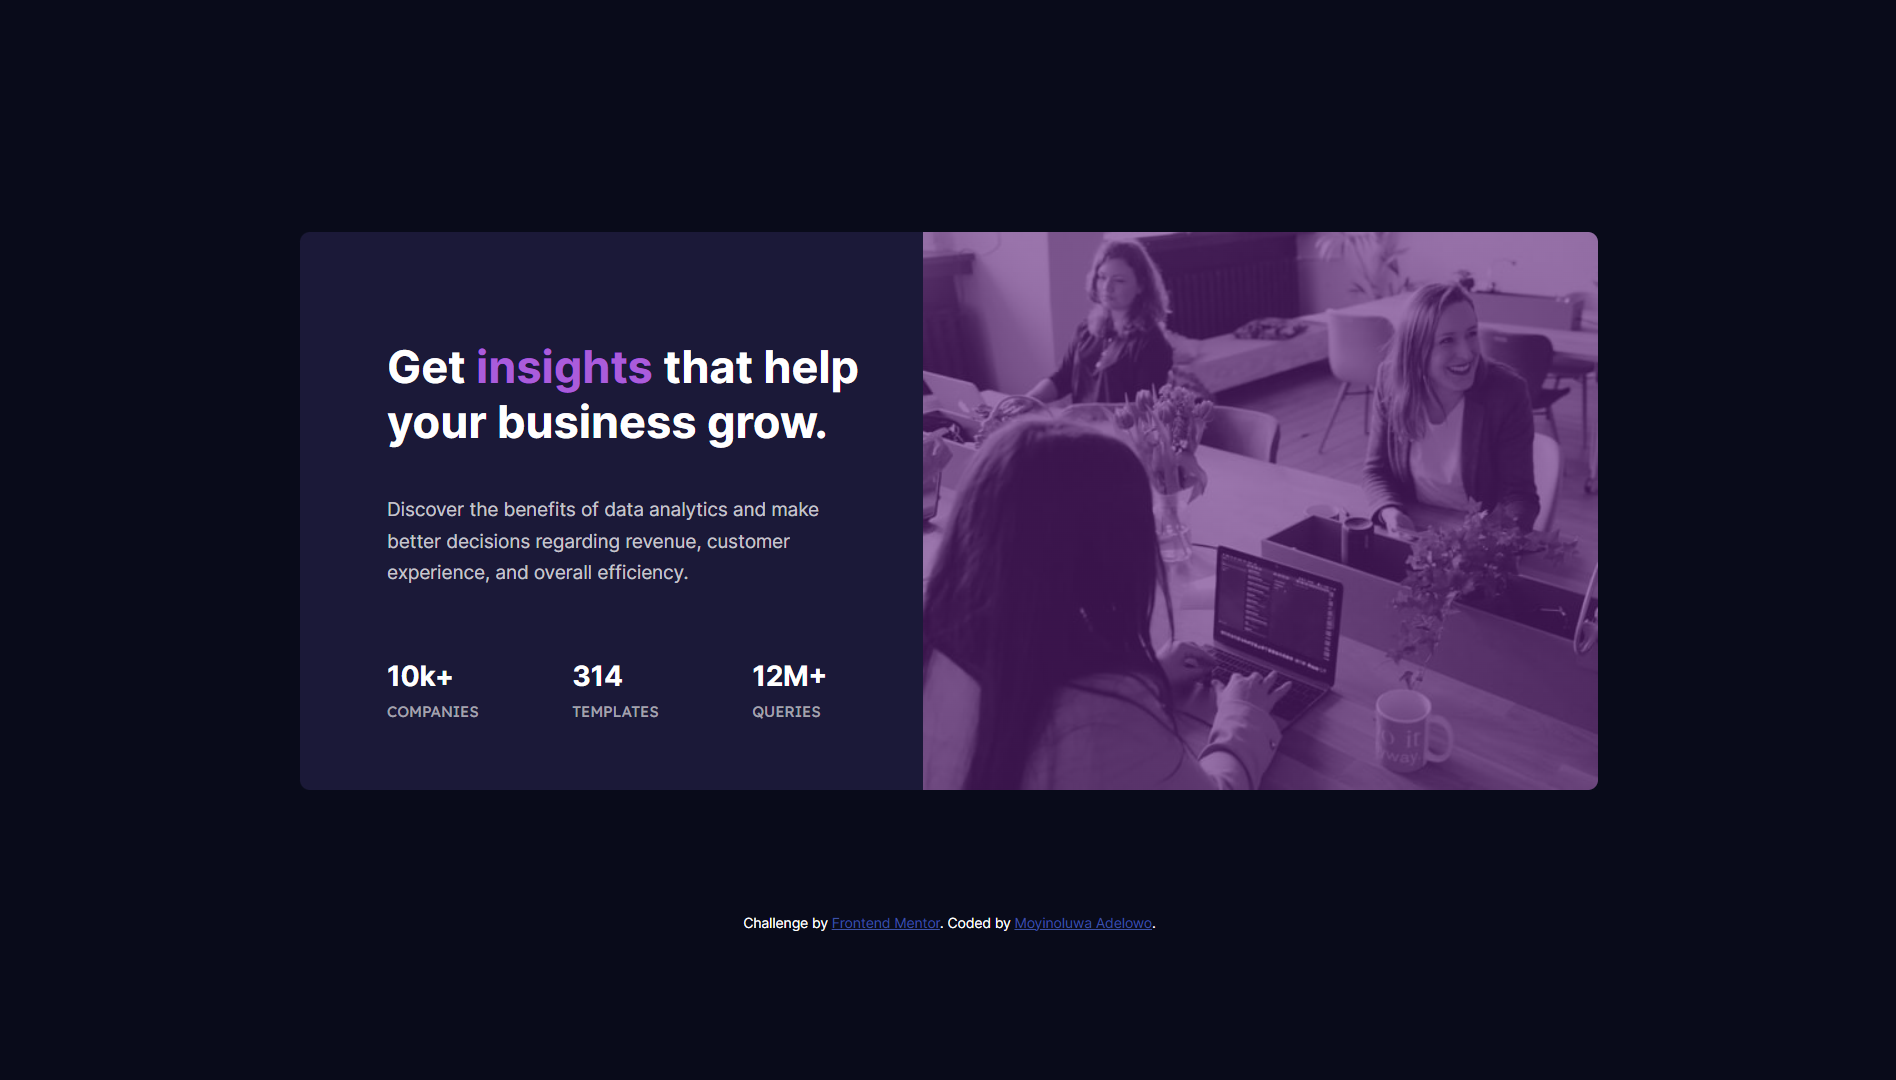 Get insights that help
your business grow.
Discover the benefits of data analytics and make
better decisions regarding revenue, customer
experience, and overall efficiency.
10k+ 314 12M+
COMPANIES TEMPLATES QUERIES
Challenge by Frontend Mentor. Coded by Moyinoluwa Adelowo.